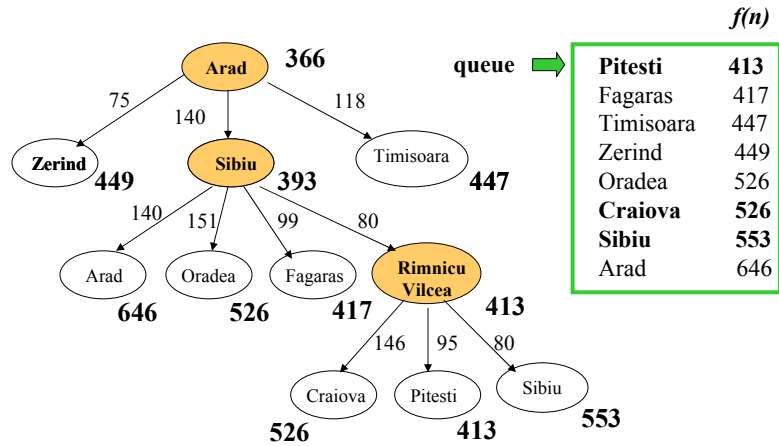 f(n)
Arad 366
queue
Pitesti 413
Fagaras 417
Timisoara 447
Zerind 449
Oradea 526
Craiova 526
Sibiu 553
Arad 646
75
140
118
Zerind
449
Sibiu
393
Timisoara
447
140
151
99
80
Arad
646
Oradea
526
Fagaras
417
Rimnicu
Vilcea
413
146
95
80
Craiova
526
Pitesti
413
Sibiu
553